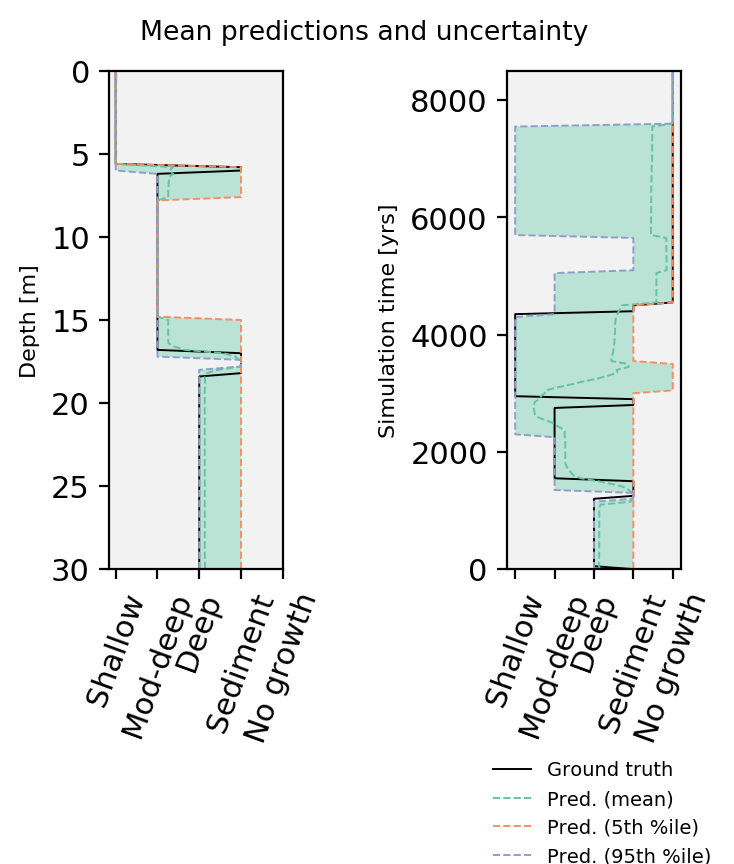 Mean predictions and uncertainty
Depth [m]
0
5
10
15
20
25
30
Shallow
Mod-deep
Deep
Sediment
No growth
Simulation time [yrs]
8000
6000
4000
2000
0
Shallow
Mod-deep
Deep
Sediment
No growth
Ground truth
Pred. (mean)
Pred. (5th %ile)
Pred. (95th %ile)